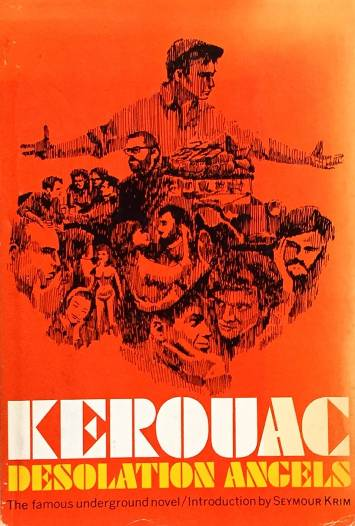 KEROUAC
DESOLATION ANGELS
The famous underground novel/Introduction by SEYMOUR KRIM